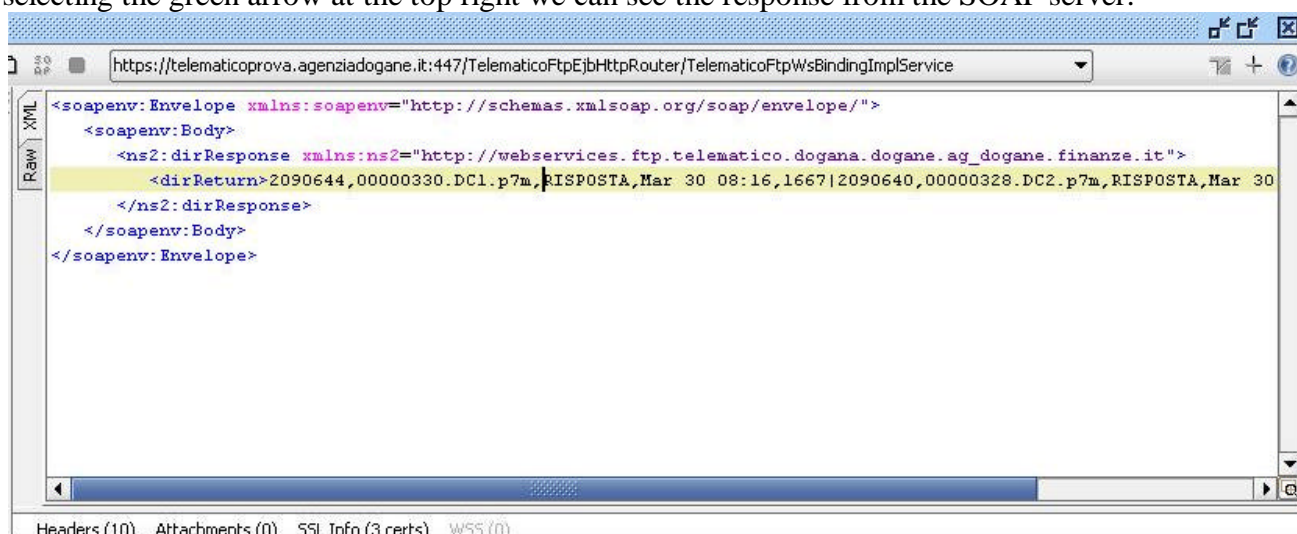 selecting the green arrow at the top right we can see the response from the SOAP server.
https://telematicoprova.agenziadogane.it:447/TelematicoFtpEjbHttpRouter/TelematicoFtpWsBindingImplService
XML
Raw
<soapenv:Envelope xmlns:soapenv="http://schemas.xmlsoap.org/soap/envelope/">
<soapenv:Body>
<ns2:dirResponse xmlns:ns2="http://webservices.ftp.telematico.dogana.dogane.ag_dogane.finanze.it">
<dirReturn>2090644,00000330.DC1.p7m,RISPOSTA,Mar 30 08:16,1667|2090640,00000328.DC2.p7m,RISPOSTA,Mar 30
</ns2:dirResponse>
</soapenv:Body>
</soapenv:Envelope>
Headers (10) Attachments (0) SSL Info (3 certs) WSS (0)